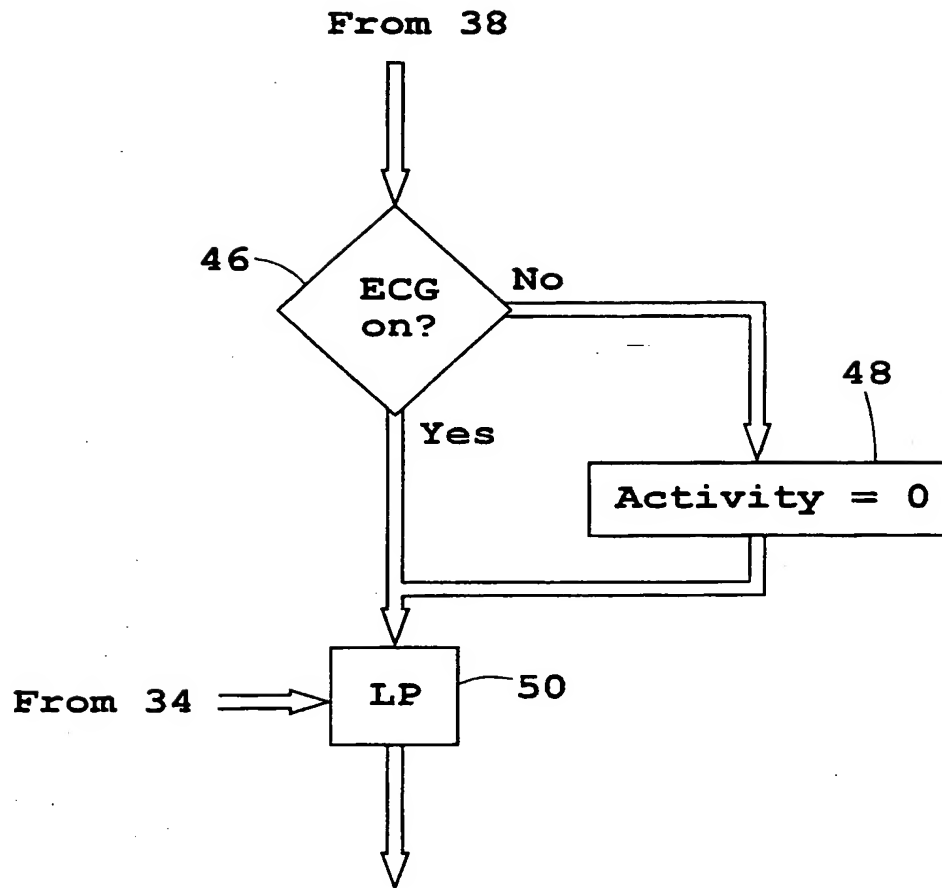 From 38
46
ECG
on?
No
Yes
48
Activity = 0
From 34
LP
50